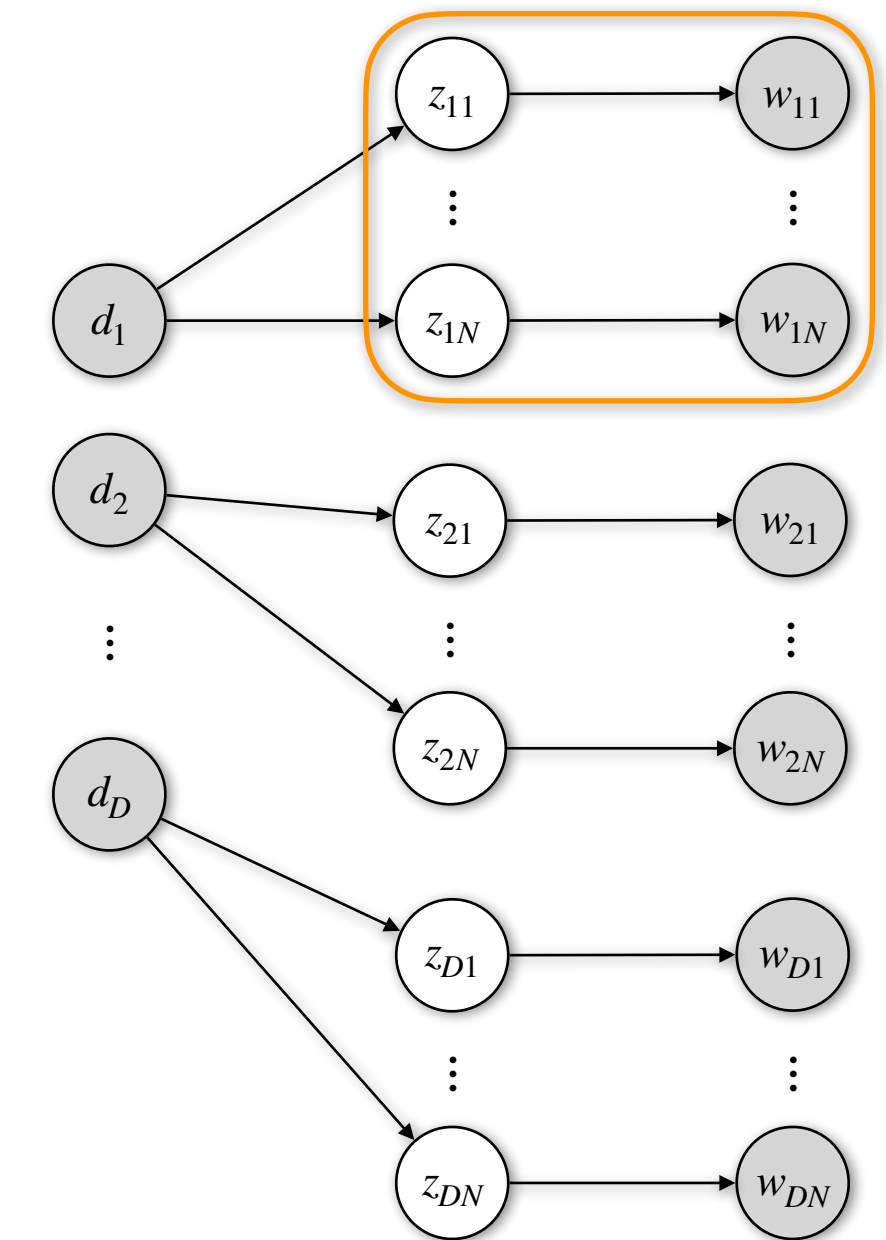 z11 w11
⋮ ⋮
d1 z1N w1N
d2 z21 w21
⋮ ⋮ ⋮
z2N w2N
dD
zD1 wD1
⋮ ⋮
zDN wDN